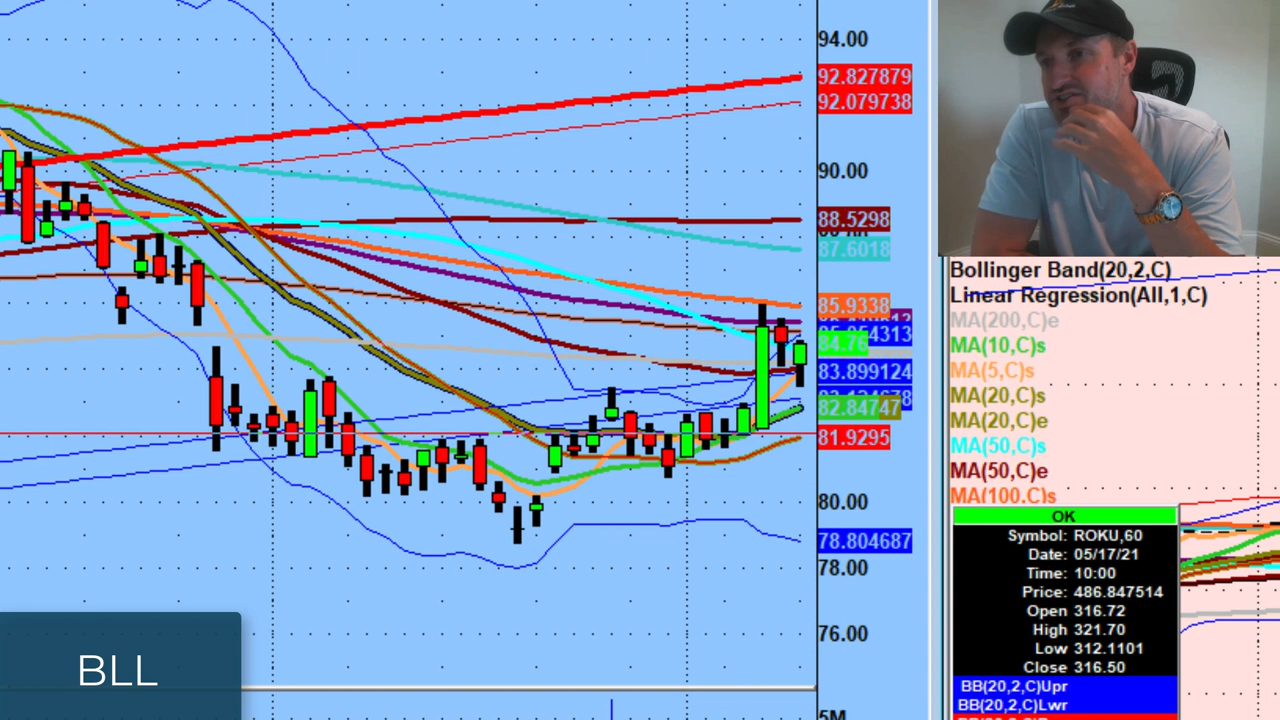 94.00
92.827879
92.079738
90.00
88.5298
87.6018
85.9338
84.76
83.899124
82.84747
81.9295
80.00
78.804687
78.00
76.00
5M
BLL
Bollinger Band(20,2,C)
Linear Regression(All,1,C)
MA(200,C)e
MA(10,C)s
MA(5,C)s
MA(20,C)s
MA(20,C)e
MA(50,C)s
MA(50,C)e
MA(100,C)s
OK
Symbol: ROKU,60
Date: 05/17/21
Time: 10:00
Price: 486.847514
Open 316.72
High 321.70
Low 312.1101
Close 316.50
BB(20,2,C)Upr
BB(20,2,C)Lwr